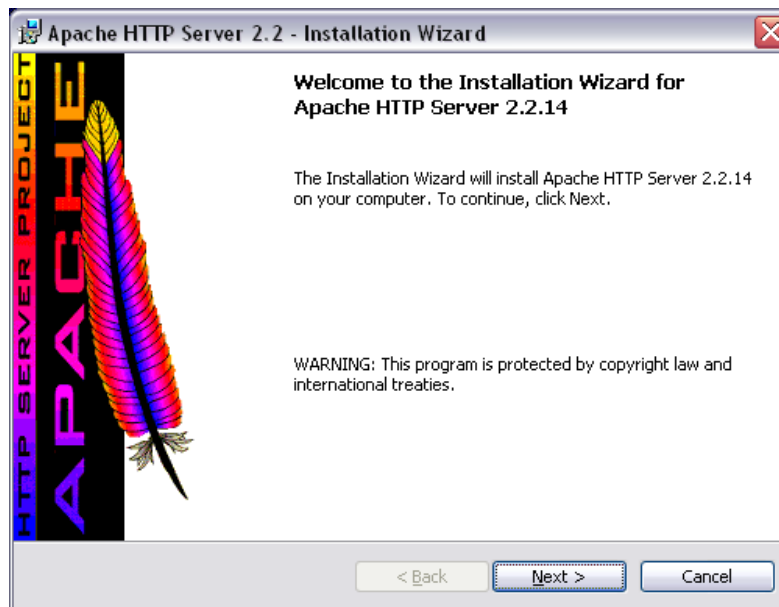 Apache HTTP Server 2.2 - Installation Wizard
HTTP SERVER PROJECT
APACHE
Welcome to the Installation Wizard for
Apache HTTP Server 2.2.14
The Installation Wizard will install Apache HTTP Server 2.2.14
on your computer. To continue, click Next.
WARNING: This program is protected by copyright law and
international treaties.
< Back
Next >
Cancel